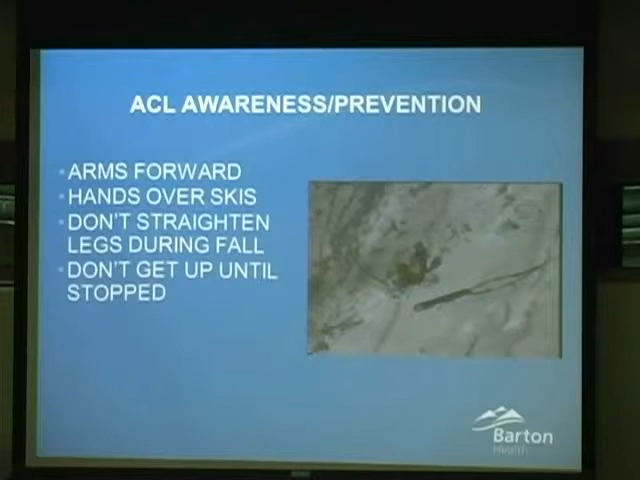 ACL AWARENESS/PREVENTION
ARMS FORWARD
HANDS OVER SKIS
DON'T STRAIGHTEN
LEGS DURING FALL
DON'T GET UP UNTIL
STOPPED
Barton
Health